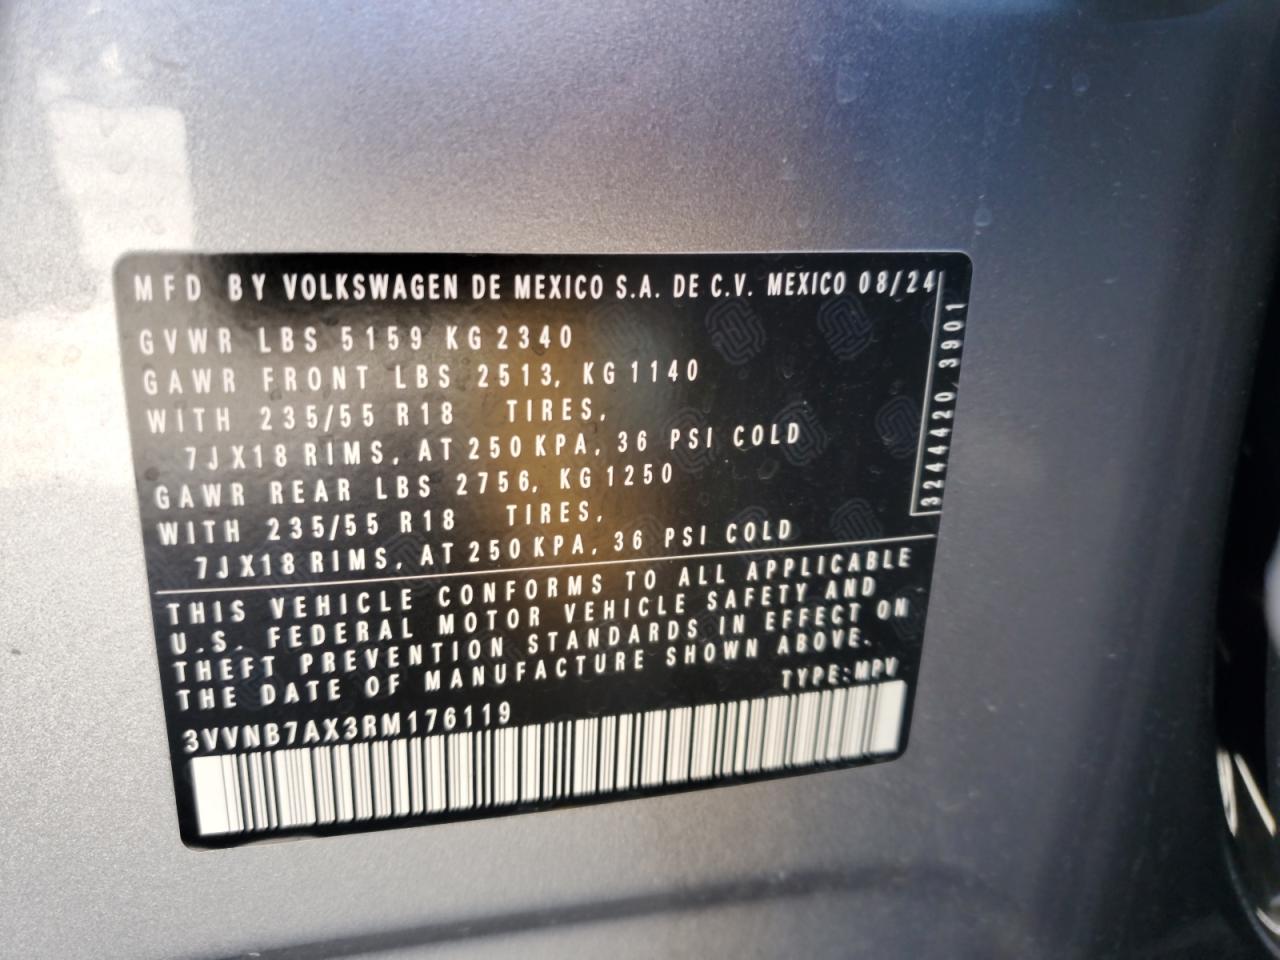 MFD BY VOLKSWAGEN DE MEXICO S.A. DE C.V. MEXICO 08/24
GVWR LBS 5159 KG 2340
GAWR FRONT LBS 2513, KG 1140
WITH 235/55 R18 TIRES,
7JX18 RIMS, AT 250 KPA, 36 PSI COLD
GAWR REAR LBS 2756, KG 1250
WITH 235/55 R18 TIRES,
7JX18 RIMS, AT 250 KPA, 36 PSI COLD
3244420,3901
THIS VEHICLE CONFORMS TO ALL APPLICABLE
U.S. FEDERAL MOTOR VEHICLE SAFETY AND
THEFT PREVENTION STANDARDS IN EFFECT ON
THE DATE OF MANUFACTURE SHOWN ABOVE.
TYPE:MPV
3VVNB7AX3RM176119